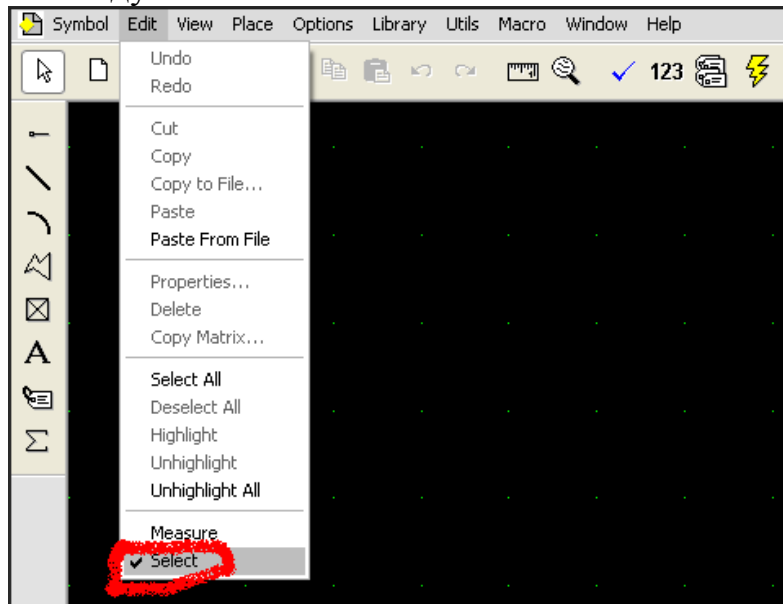 Symbol Edit View Place Options Library Utils Macro Window Help
123
Undo
Redo
Cut
Copy
Copy to File...
Paste
Paste From File
Properties...
Delete
Copy Matrix...
A
Select All
Deselect All
Highlight
Unhighlight
Unhighlight All
Measure
Select